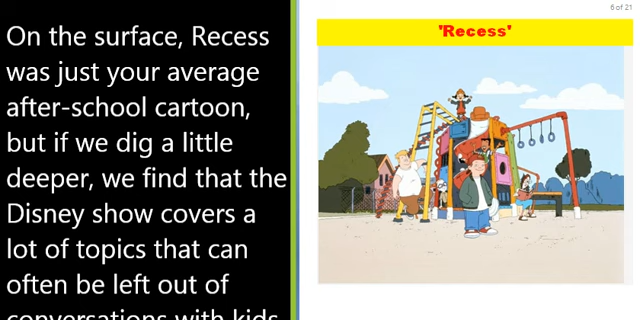 On the surface, Recess
was just your average
after-school cartoon,
but if we dig a little
deeper, we find that the
Disney show covers a
lot of topics that can
often be left out of
conversations with kids
6 of 21
'Recess'